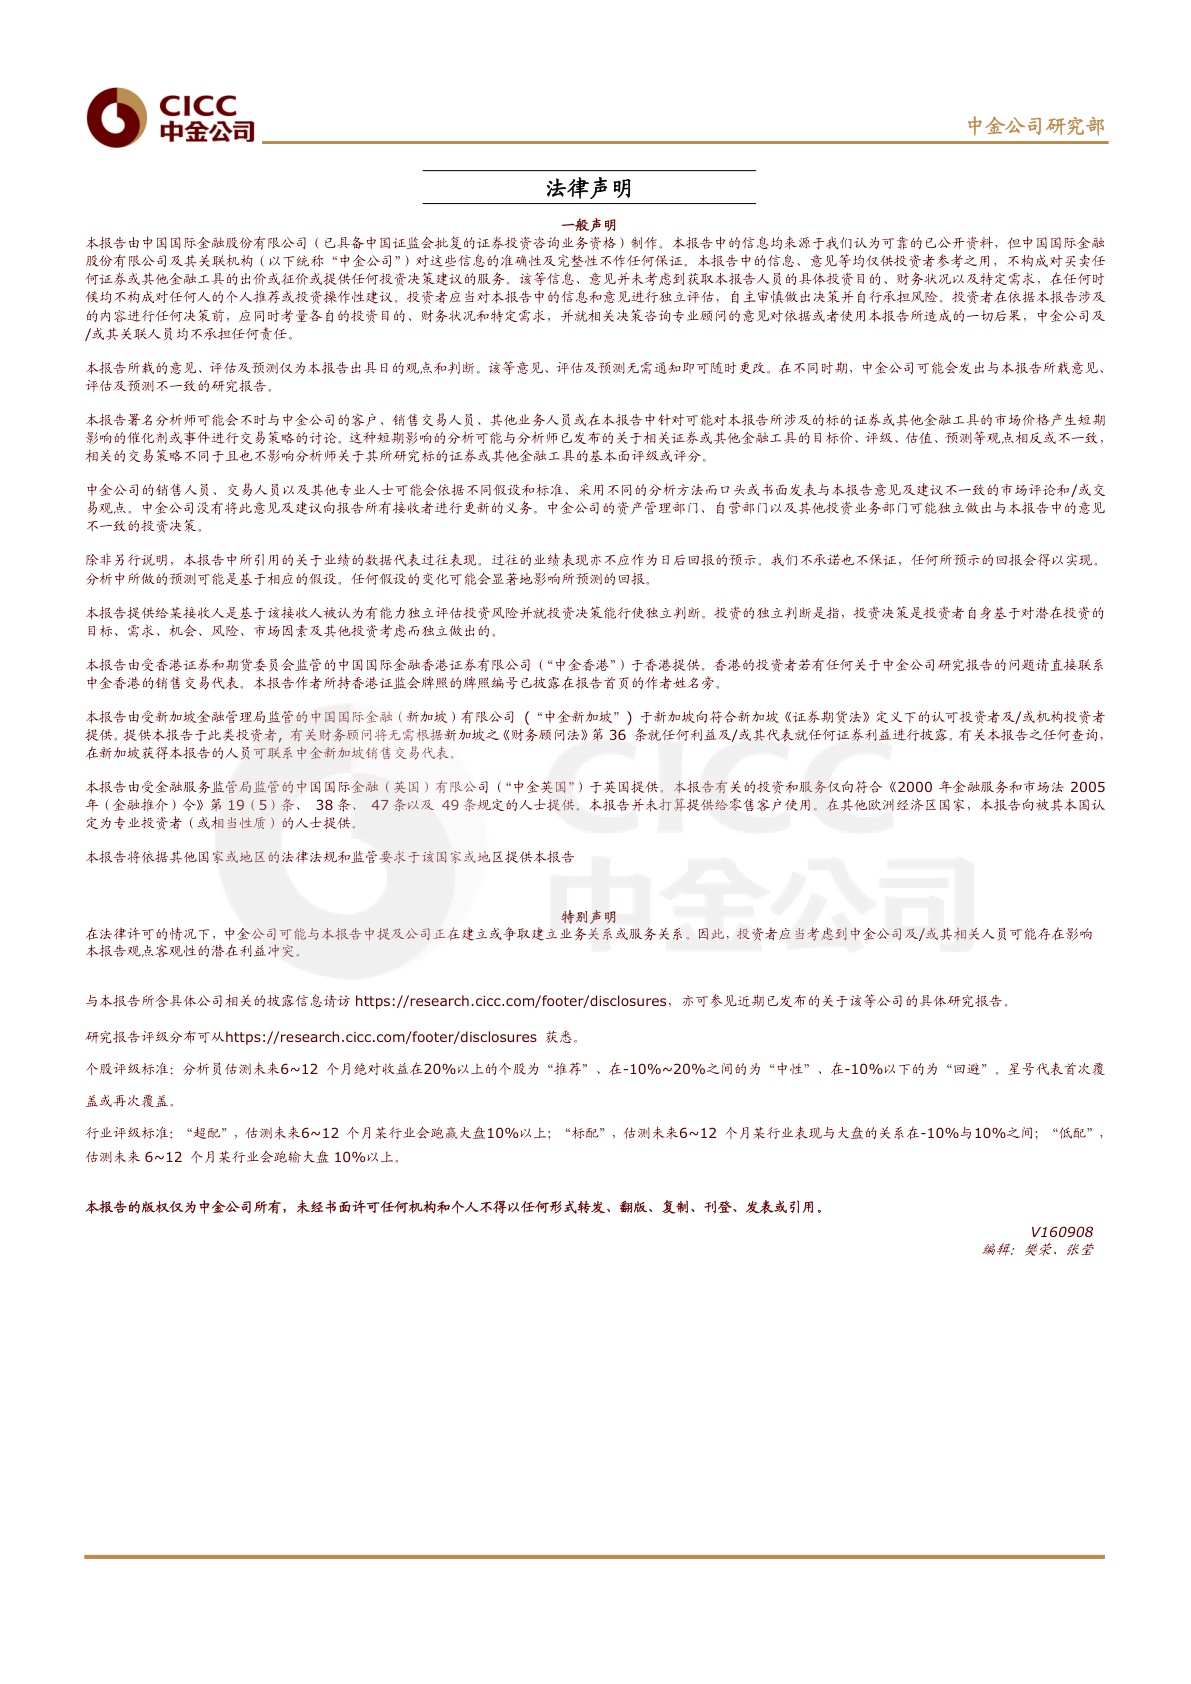 CICC
中金公司
中金公司研究部
法律声明
一般声明
本报告由中国国际金融股份有限公司（已具备中国证监会批复的证券投资咨询业务资格）制作。本报告中的信息均来源于我们认为可靠的已公开资料，但中国国际金融
股份有限公司及其关联机构（以下统称“中金公司”）对这些信息的准确性及完整性不作任何保证。本报告中的信息、意见等均仅供投资者参考之用，不构成对买卖任
何证券或其他金融工具的出价或征价或提供任何投资决策建议的服务。该等信息、意见并未考虑到获取本报告人员的具体投资目的、财务状况以及特定需求，在任何时
候均不构成对任何人的个人推荐或投资操作性建议。投资者应当对本报告中的信息和意见进行独立评估，自主审慎做出决策并自行承担风险。投资者在依据本报告涉及
的内容进行任何决策前，应同时考量各自的投资目的、财务状况和特定需求，并就相关决策咨询专业顾问的意见对依据或者使用本报告所造成的一切后果，中金公司及
/或其关联人员均不承担任何责任。
本报告所载的意见、评估及预测仅为本报告出具日的观点和判断。该等意见、评估及预测无需通知即可随时更改。在不同时期，中金公司可能会发出与本报告所载意见、
评估及预测不一致的研究报告。
本报告署名分析师可能会不时与中金公司的客户、销售交易人员、其他业务人员或在本报告中针对可能对本报告所涉及的标的证券或其他金融工具的市场价格产生短期
影响的催化剂或事件进行交易策略的讨论。这种短期影响的分析可能与分析师已发布的关于相关证券或其他金融工具的目标价、评级、估值、预测等观点相反或不一致，
相关的交易策略不同于且也不影响分析师关于其所研究标的证券或其他金融工具的基本面评级或评分。
中金公司的销售人员、交易人员以及其他专业人士可能会依据不同假设和标准、采用不同的分析方法而口头或书面发表与本报告意见及建议不一致的市场评论和/或交
易观点。中金公司没有将此意见及建议向报告所有接收者进行更新的义务。中金公司的资产管理部门、自营部门以及其他投资业务部门可能独立做出与本报告中的意见
不一致的投资决策。
除非另行说明，本报告中所引用的关于业绩的数据代表过往表现。过往的业绩表现亦不应作为日后回报的预示。我们不承诺也不保证，任何所预示的回报会得以实现。
分析中所做的预测可能是基于相应的假设。任何假设的变化可能会显著地影响所预测的回报。
本报告提供给某接收人是基于该接收人被认为有能力独立评估投资风险并就投资决策能行使独立判断。投资的独立判断是指，投资决策是投资者自身基于对潜在投资的
目标、需求、机会、风险、市场因素及其他投资考虑而独立做出的。
本报告由受香港证券和期货委员会监管的中国国际金融香港证券有限公司（“中金香港”）于香港提供。香港的投资者若有任何关于中金公司研究报告的问题请直接联系
中金香港的销售交易代表。本报告作者所持香港证监会牌照的牌照编号已披露在报告首页的作者姓名旁。
本报告由受新加坡金融管理局监管的中国国际金融（新加坡）有限公司 (“中金新加坡”) 于新加坡向符合新加坡《证券期货法》定义下的认可投资者及/或机构投资者
提供。提供本报告于此类投资者, 有关财务顾问将无需根据新加坡之《财务顾问法》第 36 条就任何利益及/或其代表就任何证券利益进行披露。有关本报告之任何查询，
在新加坡获得本报告的人员可联系中金新加坡销售交易代表。
本报告由受金融服务监管局监管的中国国际金融（英国）有限公司（“中金英国”）于英国提供。本报告有关的投资和服务仅向符合《2000 年金融服务和市场法 2005
年（金融推介）令》第 19（5）条、 38 条、 47 条以及 49 条规定的人士提供。本报告并未打算提供给零售客户使用。在其他欧洲经济区国家，本报告向被其本国认
定为专业投资者（或相当性质）的人士提供。
本报告将依据其他国家或地区的法律法规和监管要求于该国家或地区提供本报告
CICC
中金公司
特别声明
在法律许可的情况下，中金公司可能与本报告中提及公司正在建立或争取建立业务关系或服务关系。因此，投资者应当考虑到中金公司及/或其相关人员可能存在影响
本报告观点客观性的潜在利益冲突。
与本报告所含具体公司相关的披露信息请访 https://research.cicc.com/footer/disclosures，亦可参见近期已发布的关于该等公司的具体研究报告。
研究报告评级分布可从https://research.cicc.com/footer/disclosures 获悉。
个股评级标准：分析员估测未来6~12 个月绝对收益在20%以上的个股为“推荐”、在-10%~20%之间的为“中性”、在-10%以下的为“回避”。星号代表首次覆
盖或再次覆盖。
行业评级标准：“超配”，估测未来6~12 个月某行业会跑赢大盘10%以上；“标配”，估测未来6~12 个月某行业表现与大盘的关系在-10%与10%之间；“低配”，
估测未来 6~12 个月某行业会跑输大盘 10%以上。
本报告的版权仅为中金公司所有，未经书面许可任何机构和个人不得以任何形式转发、翻版、复制、刊登、发表或引用。
V160908
编辑：樊荣、张莹